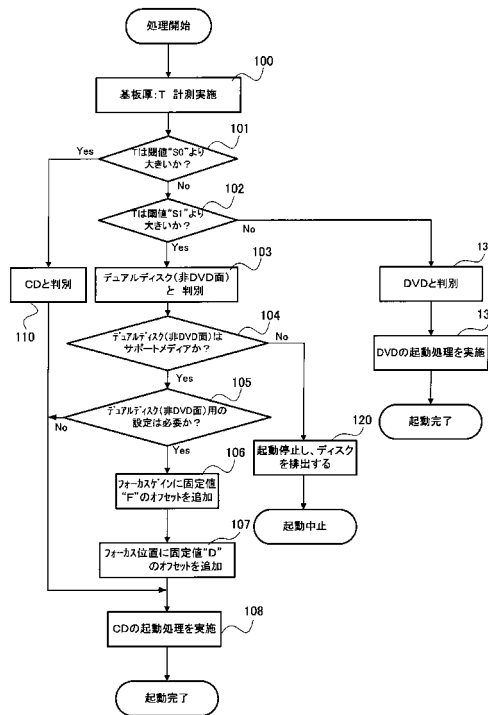 処理開始
100
基板厚:T 計測実施
101
Tは閾値"S0"より
大きいか?
Yes
No
102
Tは閾値"S1"より
大きいか?
No
Yes
103
デュアルディスク(非DVD面)
と 判別
CDと判別
110
13
DVDと判別
104
デュアルディスク(非DVD面)は
サポートメディアか?
No
Yes
13
DVDの起動処理を実施
起動完了
105
デュアルディスク(非DVD面)用の
設定は必要か?
No
Yes
120
起動停止し、ディスク
を排出する
起動中止
106
フォーカスゲインに固定値
"F"のオフセットを追加
107
フォーカス位置に固定値"D"
のオフセットを追加
CDの起動処理を実施
108
起動完了